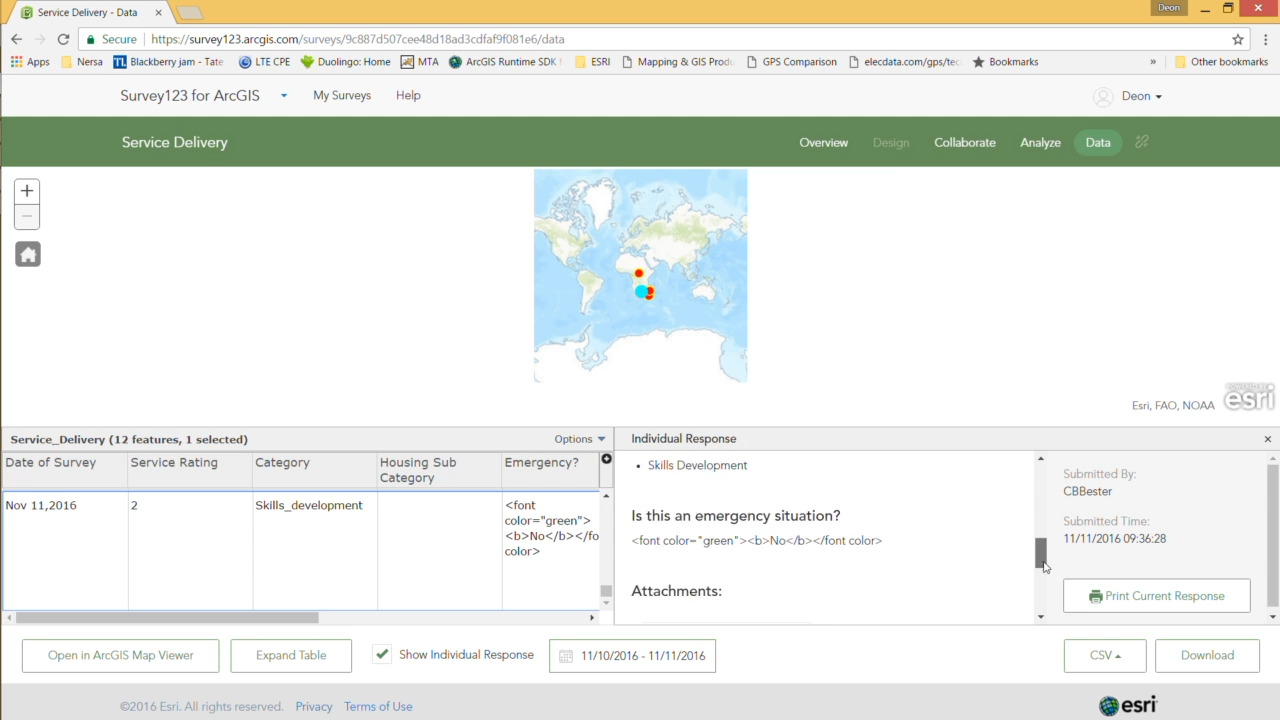 Service Delivery - Data
Deon
Secure https://survey123.arcgis.com/surveys/9c887d507cee48d18ad3cdfaf9f081e6/data
Apps Nersa Blackberry jam - Tate LTE CPE Duolingo: Home MTA ArcGIS Runtime SDK ESRI Mapping & GIS Produ GPS Comparison elecdata.com/gps/tec Bookmarks » Other bookmarks
Survey123 for ArcGIS My Surveys Help Deon
Service Delivery Overview Design Collaborate Analyze Data
+
−
POWERED BY
Esri, FAO, NOAA esri
Service_Delivery (12 features, 1 selected) Options
Date of Survey Service Rating Category Housing Sub Category Emergency?
Nov 11,2016 2 Skills_development <font
color="green">
<b>No</b></fo
color>
Individual Response
• Skills Development
Is this an emergency situation?
<font color="green"><b>No</b></font color>
Attachments:
Submitted By:
CBBester
Submitted Time:
11/11/2016 09:36:28
Print Current Response
Open in ArcGIS Map Viewer Expand Table Show Individual Response 11/10/2016 - 11/11/2016 CSV Download
©2016 Esri. All rights reserved. Privacy Terms of Use esri